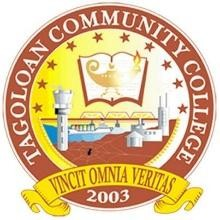 TAGOLOAN COMMUNITY COLLEGE
VINCIT OMNIA VERITAS
2003